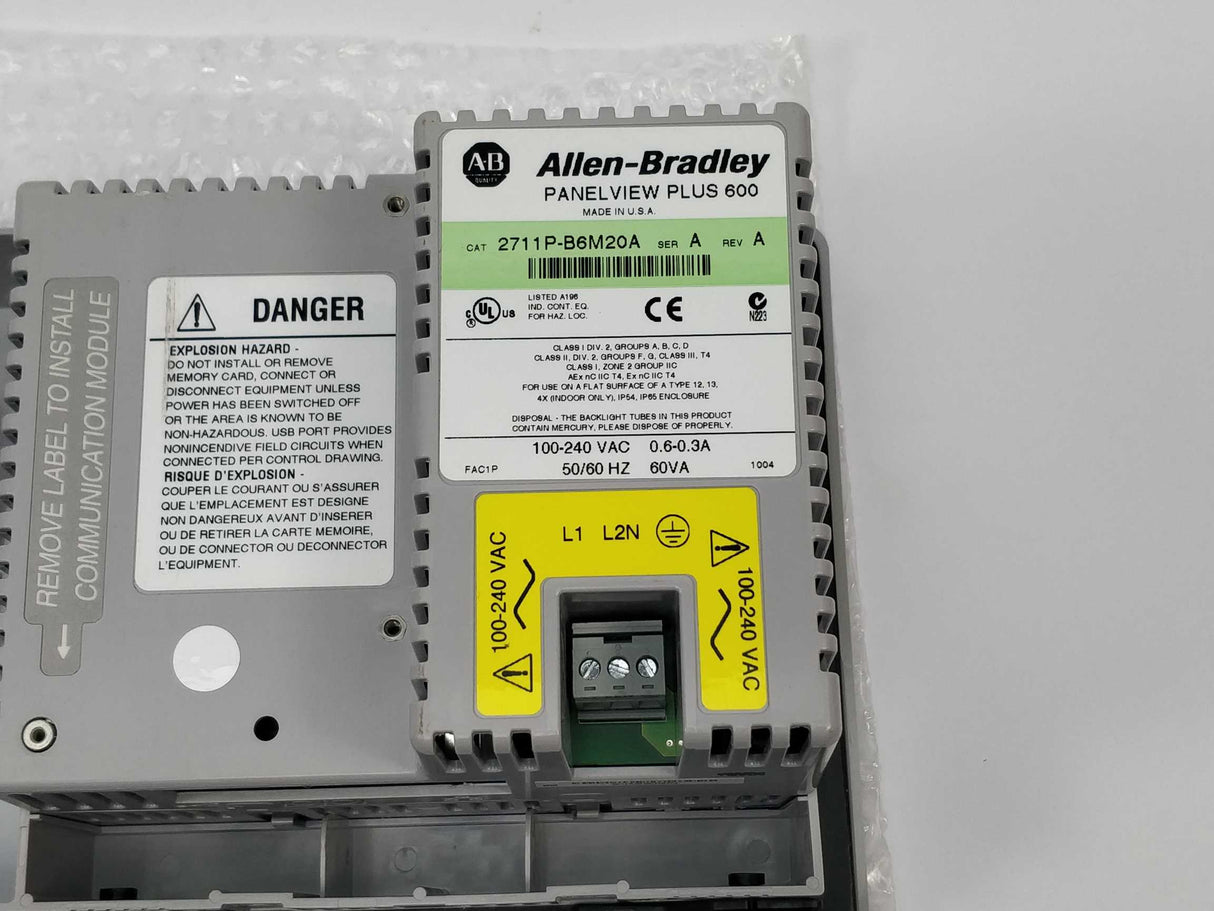 A·B
QUALITY
Allen-Bradley
PANELVIEW PLUS 600
MADE IN U.S.A.
CAT 2711P-B6M20A SER A REV A
LISTED A196
IND. CONT. EQ.
FOR HAZ. LOC.
c UL US
CE
N223
CLASS I DIV. 2, GROUPS A, B, C, D
CLASS II, DIV. 2, GROUPS F, G, CLASS III, T4
CLASS I, ZONE 2 GROUP IIC
AEx nC IIC T4, Ex nC IIC T4
FOR USE ON A FLAT SURFACE OF A TYPE 12, 13,
4X (INDOOR ONLY), IP54, IP65 ENCLOSURE
DISPOSAL - THE BACKLIGHT TUBES IN THIS PRODUCT
CONTAIN MERCURY, PLEASE DISPOSE OF PROPERLY.
100-240 VAC 0.6-0.3A
FAC1P 50/60 HZ 60VA 1004
L1 L2N
100-240 VAC
100-240 VAC
REMOVE LABEL TO INSTALL
COMMUNICATION MODULE
DANGER
EXPLOSION HAZARD -
DO NOT INSTALL OR REMOVE
MEMORY CARD, CONNECT OR
DISCONNECT EQUIPMENT UNLESS
POWER HAS BEEN SWITCHED OFF
OR THE AREA IS KNOWN TO BE
NON-HAZARDOUS. USB PORT PROVIDES
NONINCENDIVE FIELD CIRCUITS WHEN
CONNECTED PER CONTROL DRAWING.
RISQUE D'EXPLOSION -
COUPER LE COURANT OU S'ASSURER
QUE L'EMPLACEMENT EST DESIGNE
NON DANGEREUX AVANT D'INSERER
OU DE RETIRER LA CARTE MEMOIRE,
OU DE CONNECTOR OU DECONNECTOR
L'EQUIPMENT.